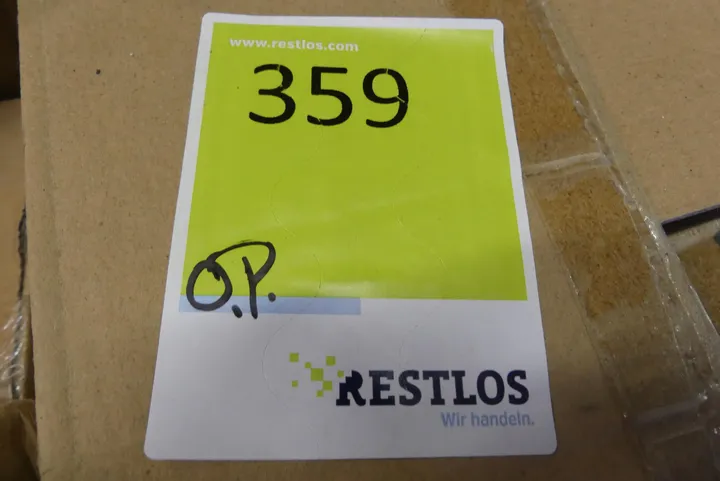 www.restlos.com
359
O.P.
RESTLOS
Wir handeln.